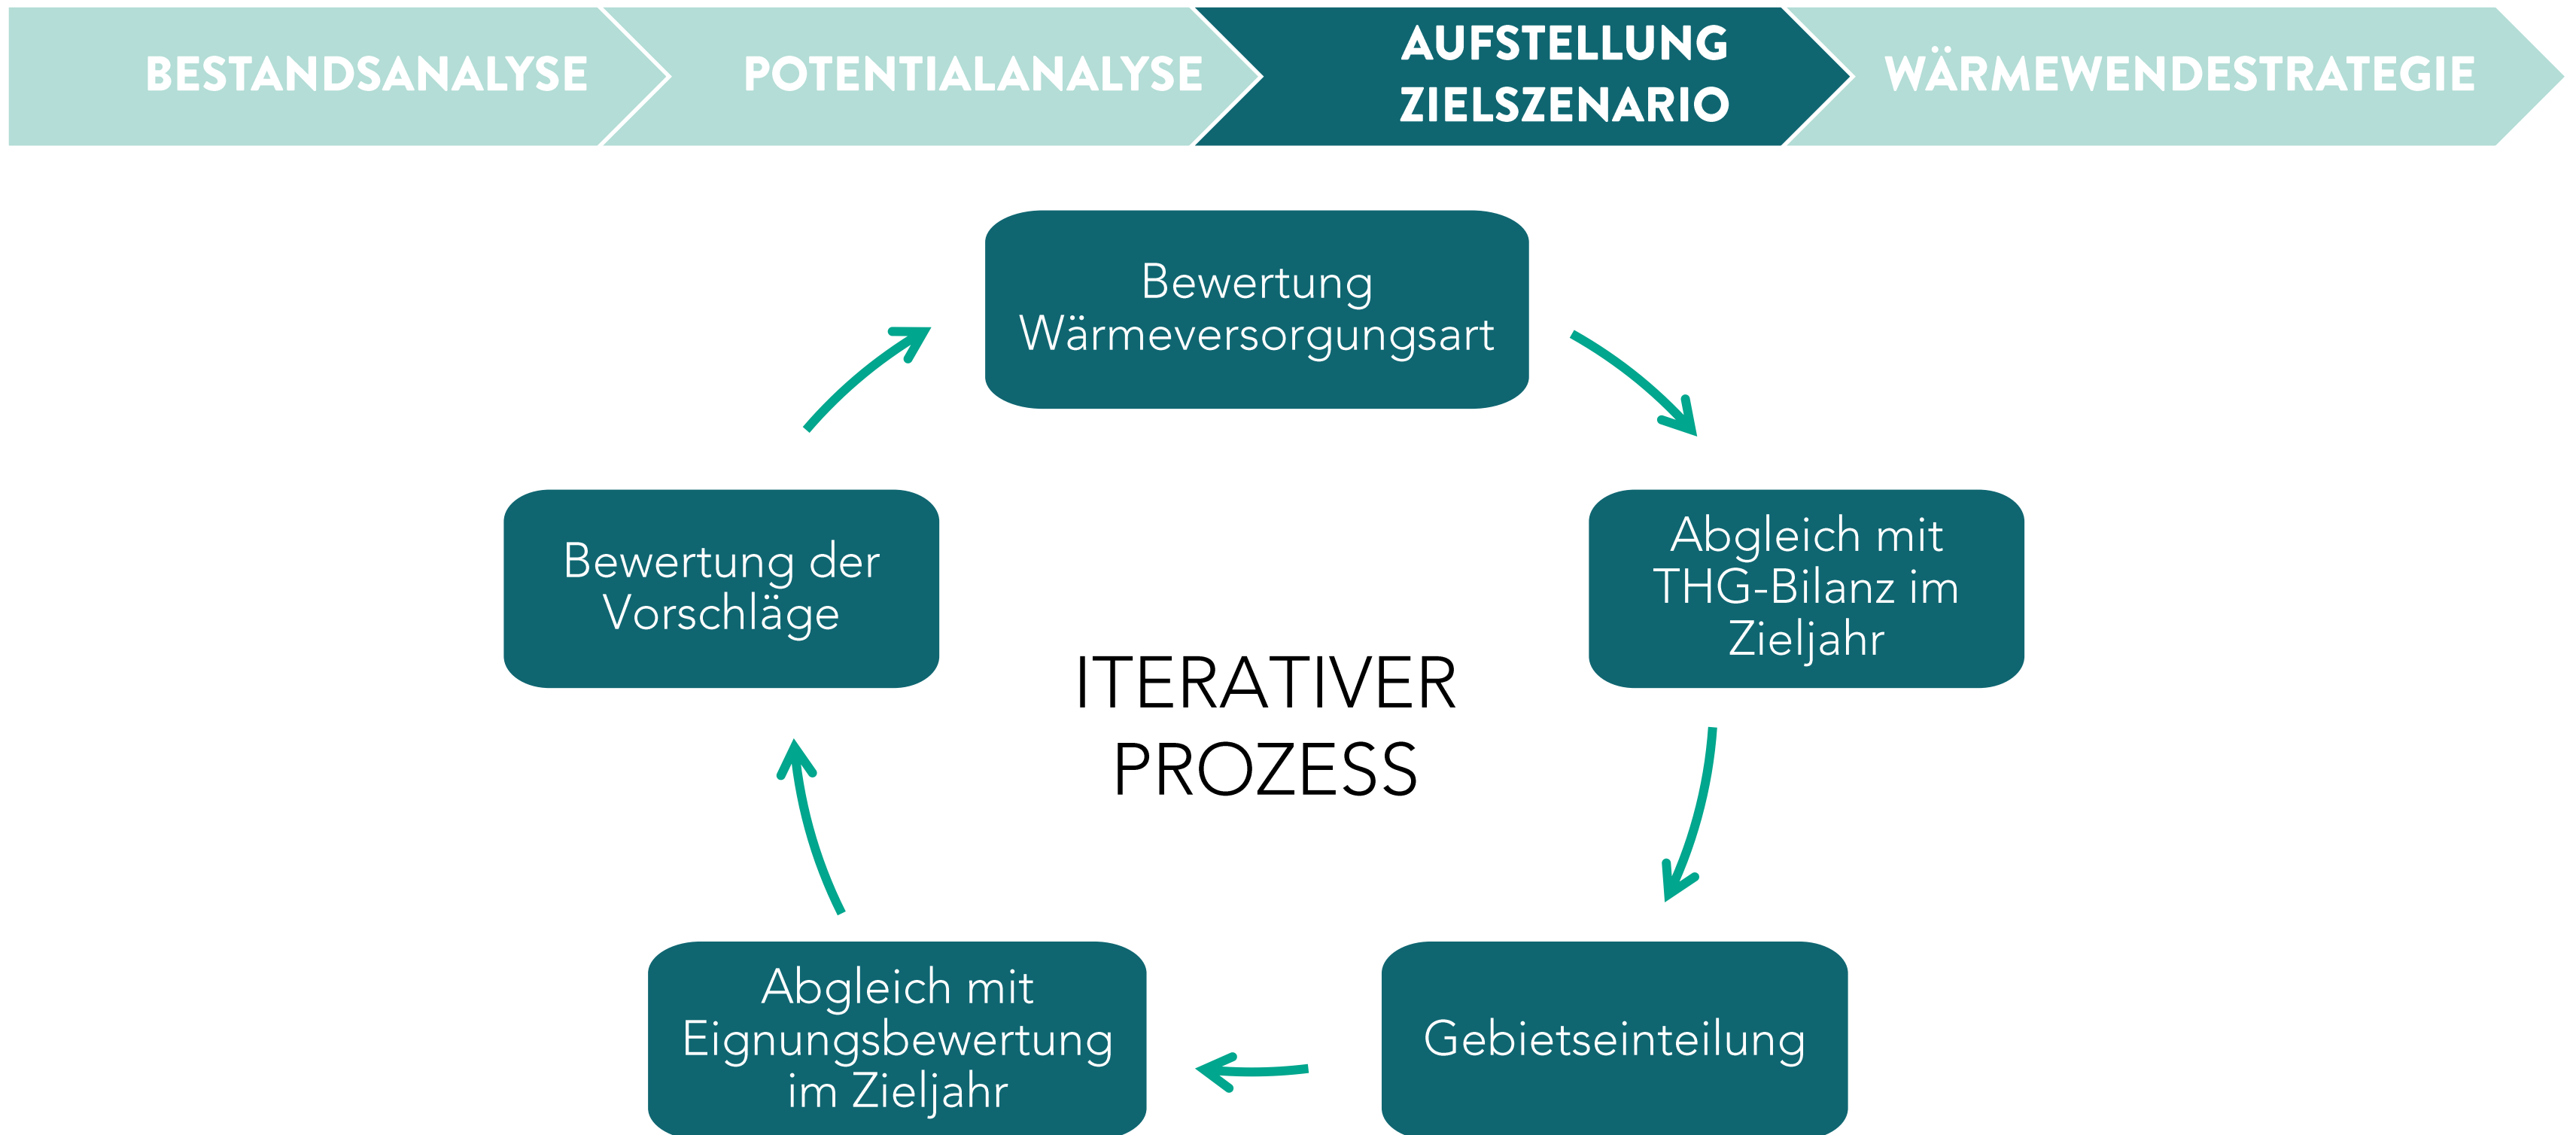 BESTANDSANALYSE
POTENTIALANALYSE
AUFSTELLUNG
ZIELSZENARIO
WÄRMEWENDESTRATEGIE
Bewertung
Wärmeversorgungsart
Abgleich mit
THG-Bilanz im
Zieljahr
Gebietseinteilung
Abgleich mit
Eignungsbewertung
im Zieljahr
Bewertung der
Vorschläge
ITERATIVER
PROZESS